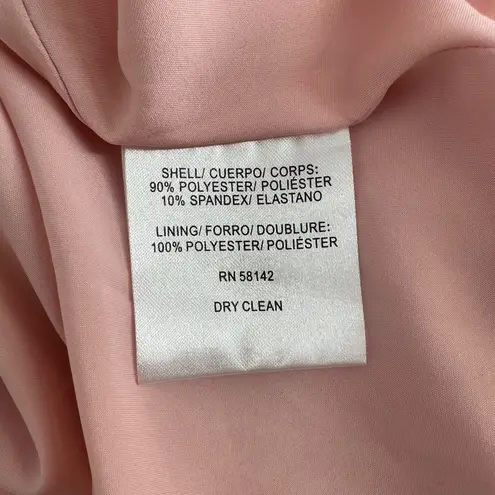 SHELL/ CUERPO/ CORPS:
90% POLYESTER/ POLIÉSTER
10% SPANDEX/ ELASTANO
LINING/ FORRO/ DOUBLURE:
100% POLYESTER/ POLIÉSTER
RN 58142
DRY CLEAN